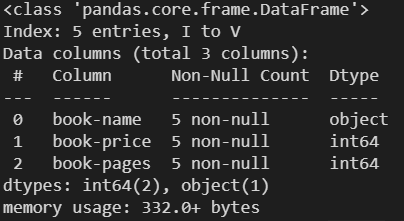 <class 'pandas.core.frame.DataFrame'>
Index: 5 entries, I to V
Data columns (total 3 columns):
 #   Column      Non-Null Count  Dtype
---  ------      --------------  -----
 0   book-name   5 non-null      object
 1   book-price  5 non-null      int64
 2   book-pages  5 non-null      int64
dtypes: int64(2), object(1)
memory usage: 332.0+ bytes